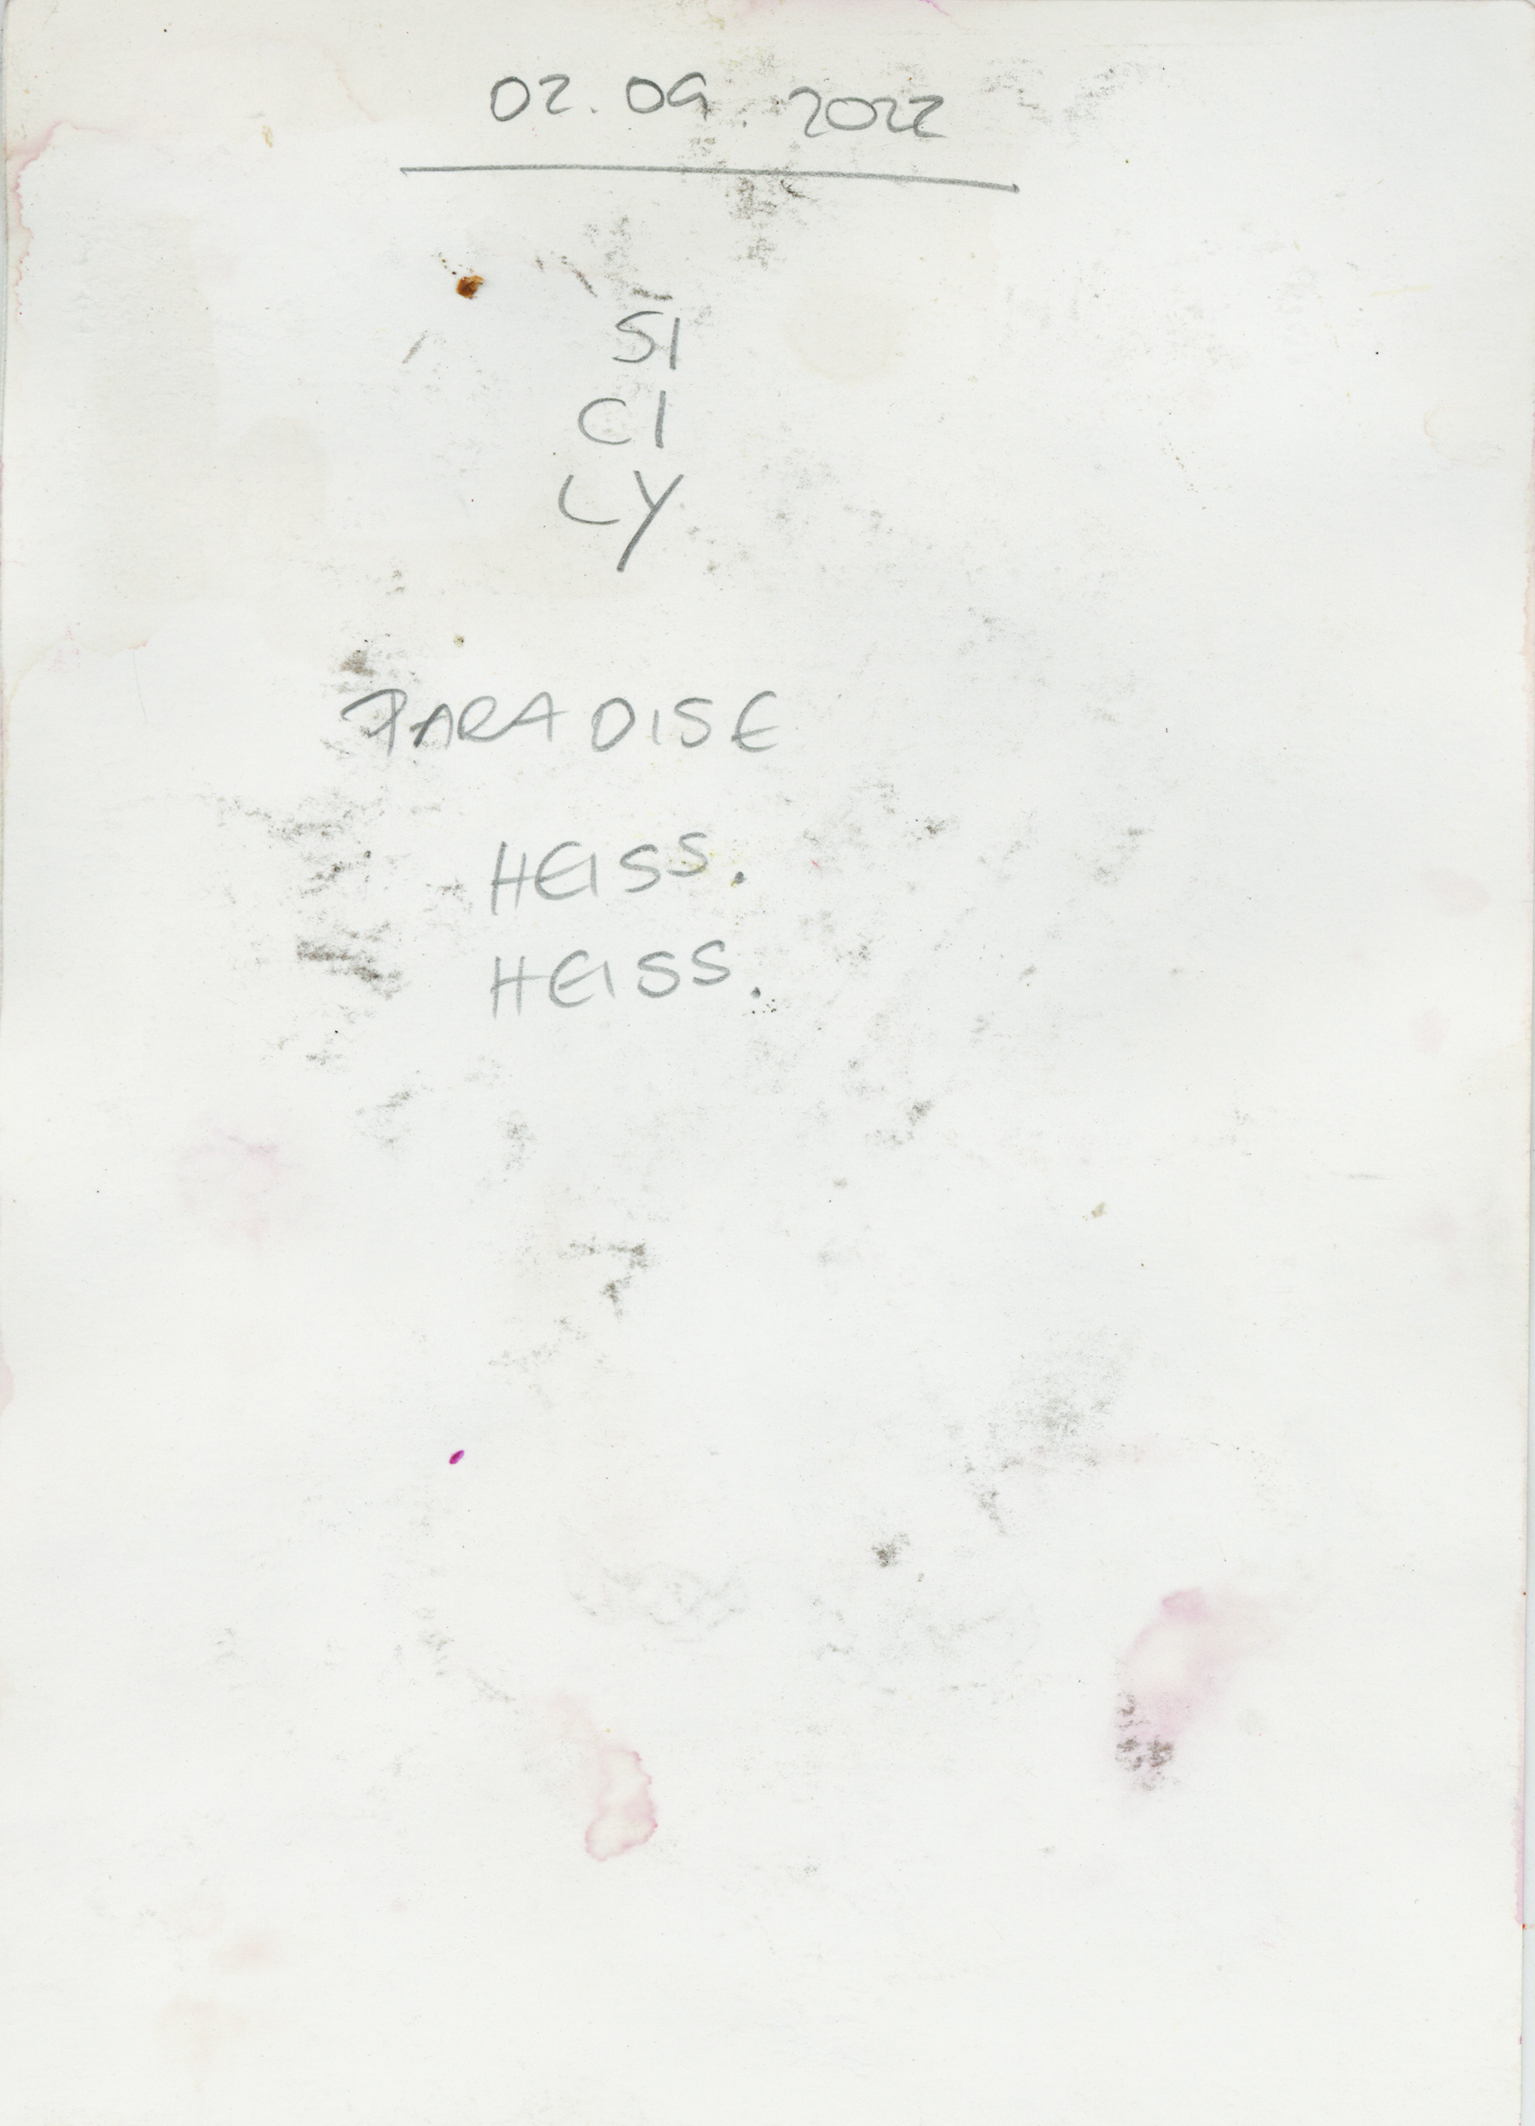 02.09.2022
SI
CI
LY
PARADISE
HEISS.
HEISS.